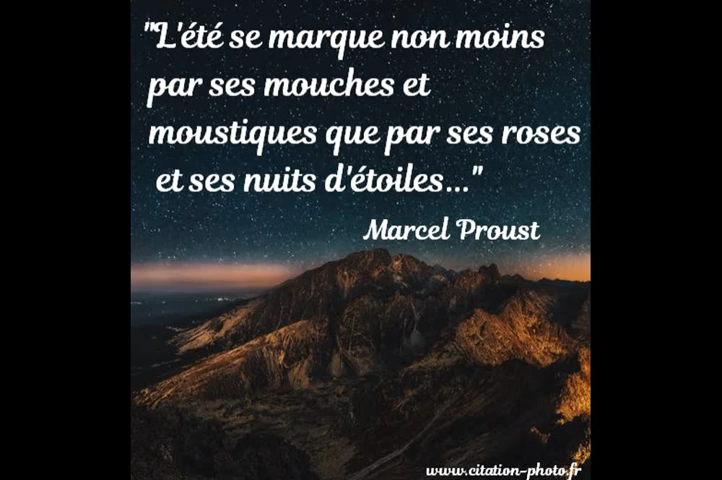 "L'été se marque non moins
par ses mouches et
moustiques que par ses roses
et ses nuits d'étoiles..."
Marcel Proust
www.citation-photo.fr